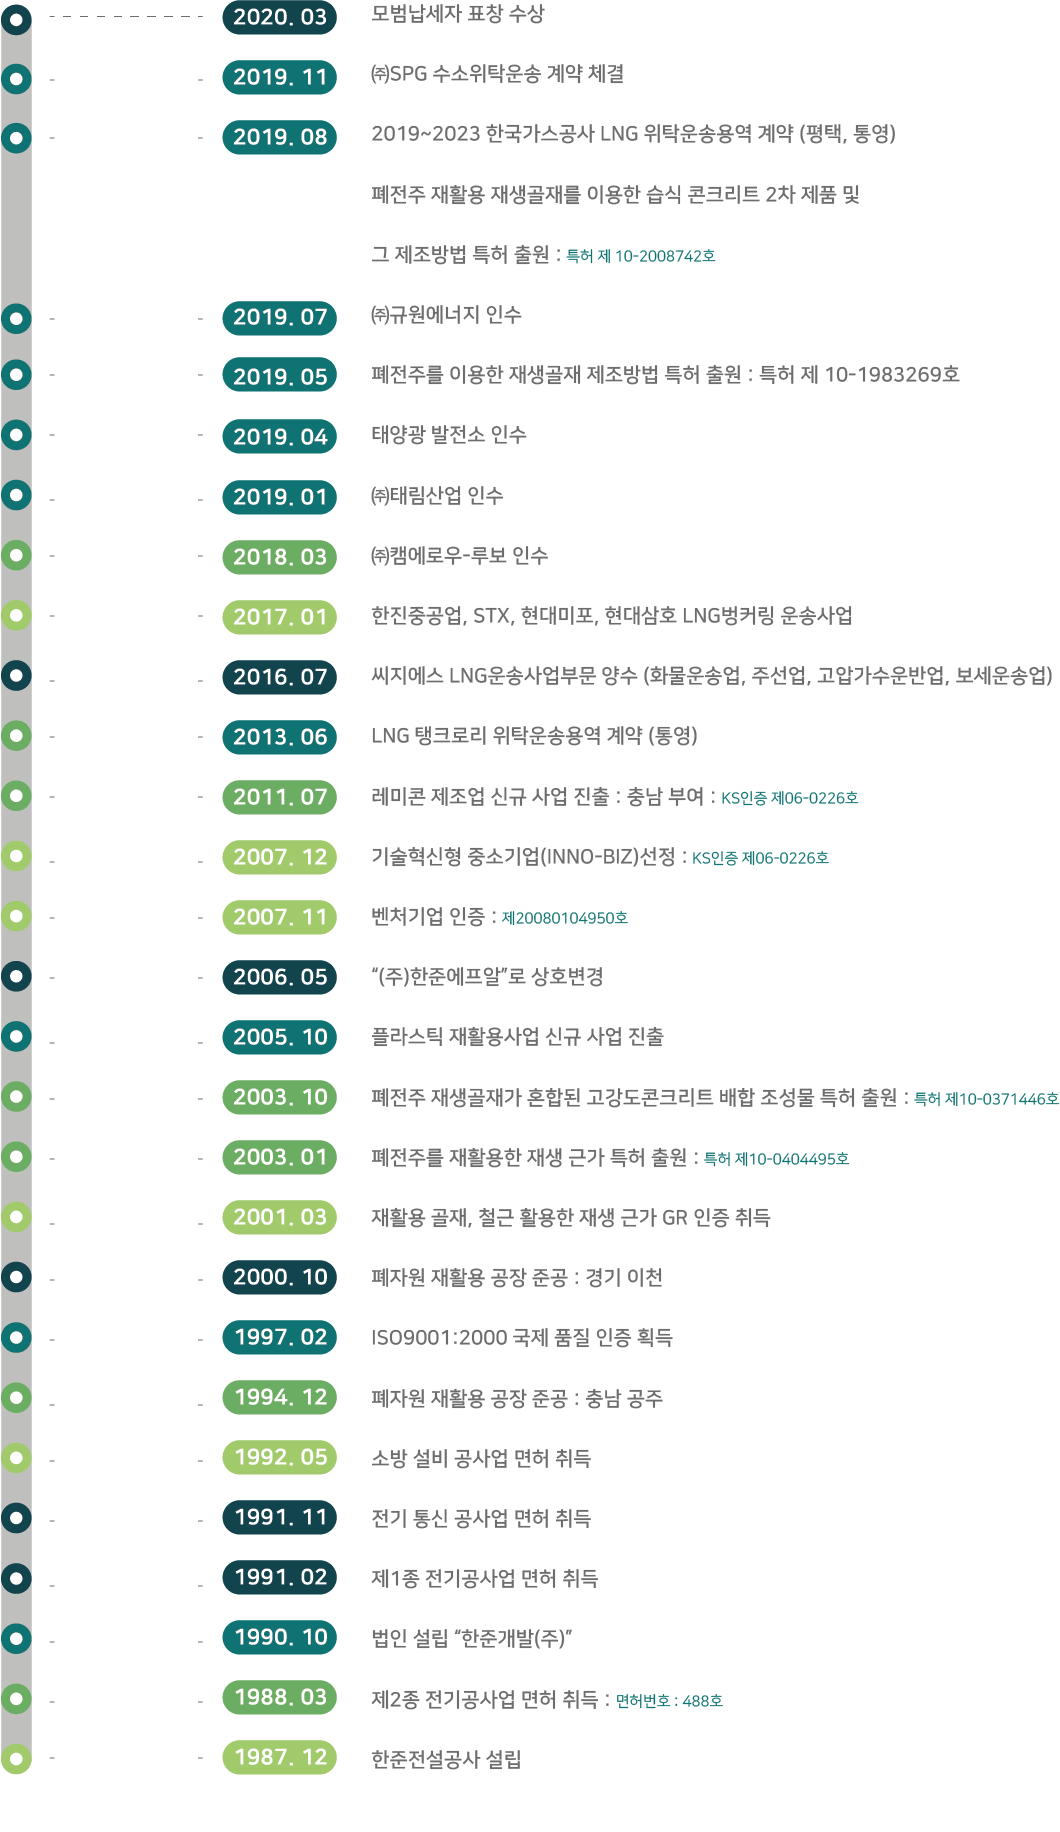 2020. 03 모범납세자 표창 수상
2019. 11 ㈜SPG 수소위탁운송 계약 체결
2019. 08 2019~2023 한국가스공사 LNG 위탁운송용역 계약 (평택, 통영)
폐전주 재활용 재생골재를 이용한 습식 콘크리트 2차 제품 및
그 제조방법 특허 출원 : 특허 제 10-2008742호
2019. 07 ㈜규원에너지 인수
2019. 05 폐전주를 이용한 재생골재 제조방법 특허 출원 : 특허 제 10-1983269호
2019. 04 태양광 발전소 인수
2019. 01 ㈜태림산업 인수
2018. 03 ㈜캠에로우-루보 인수
2017. 01 한진중공업, STX, 현대미포, 현대삼호 LNG벙커링 운송사업
2016. 07 씨지에스 LNG운송사업부문 양수 (화물운송업, 주선업, 고압가수운반업, 보세운송업)
2013. 06 LNG 탱크로리 위탁운송용역 계약 (통영)
2011. 07 레미콘 제조업 신규 사업 진출 : 충남 부여 : KS인증 제06-0226호
2007. 12 기술혁신형 중소기업(INNO-BIZ)선정 : KS인증 제06-0226호
2007. 11 벤처기업 인증 : 제20080104950호
2006. 05 “(주)한준에프알”로 상호변경
2005. 10 플라스틱 재활용사업 신규 사업 진출
2003. 10 폐전주 재생골재가 혼합된 고강도콘크리트 배합 조성물 특허 출원 : 특허 제10-0371446호
2003. 01 폐전주를 재활용한 재생 근가 특허 출원 : 특허 제10-0404495호
2001. 03 재활용 골재, 철근 활용한 재생 근가 GR 인증 취득
2000. 10 폐자원 재활용 공장 준공 : 경기 이천
1997. 02 ISO9001:2000 국제 품질 인증 획득
1994. 12 폐자원 재활용 공장 준공 : 충남 공주
1992. 05 소방 설비 공사업 면허 취득
1991. 11 전기 통신 공사업 면허 취득
1991. 02 제1종 전기공사업 면허 취득
1990. 10 법인 설립 “한준개발(주)”
1988. 03 제2종 전기공사업 면허 취득 : 면허번호 : 488호
1987. 12 한준전설공사 설립